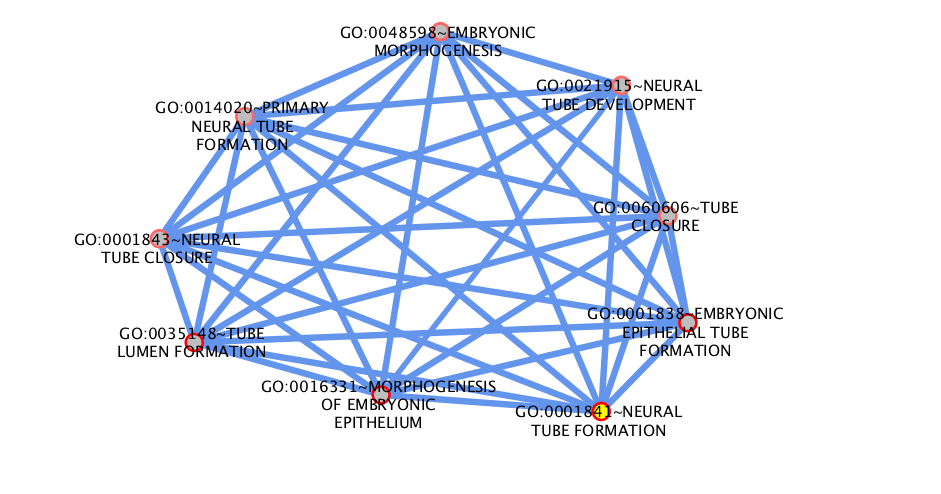 GO:0048598~EMBRYONIC
MORPHOGENESIS
GO:0021915~NEURAL
TUBE DEVELOPMENT
GO:0014020~PRIMARY
NEURAL TUBE
FORMATION
GO:0060606~TUBE
CLOSURE
GO:0001843~NEURAL
TUBE CLOSURE
GO:0001838~EMBRYONIC
EPITHELIAL TUBE
FORMATION
GO:0035148~TUBE
LUMEN FORMATION
GO:0016331~MORPHOGENESIS
OF EMBRYONIC
EPITHELIUM
GO:0001841~NEURAL
TUBE FORMATION